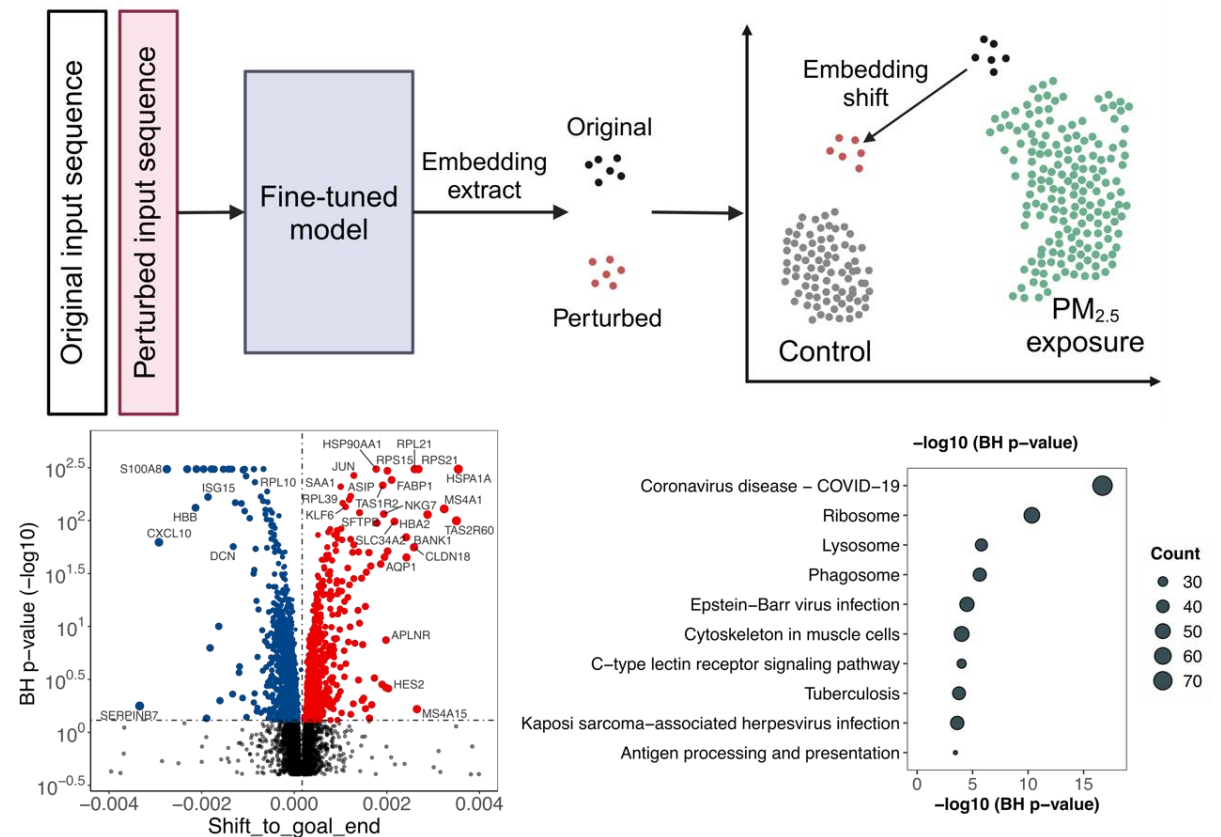 Original input sequence
Perturbed input sequence
Fine-tuned
model
Embedding
extract
Original
Perturbed
Embedding
shift
Control
PM2.5
exposure
BH p-value (−log10)
10^2.5
10^2
10^1.5
10^1
10^0.5
10^0
10^−0.5
HSP90AA1
RPL21
JUN
RPS15
RPS21
S100A8
SAA1
HSPA1A
RPL10
ASIP
FABP1
ISG15
RPL39
TAS1R2
NKG7
MS4A1
HBB
KLF6
SFTPB
HBA2
TAS2R60
CXCL10
SLC34A2
BANK1
DCN
CLDN18
AQP1
APLNR
HES2
SERPINB7
MS4A15
−0.004
−0.002
0.000
0.002
0.004
Shift_to_goal_end
−log10 (BH p-value)
Coronavirus disease − COVID−19
Ribosome
Lysosome
Phagosome
Epstein−Barr virus infection
Cytoskeleton in muscle cells
C−type lectin receptor signaling pathway
Tuberculosis
Kaposi sarcoma−associated herpesvirus infection
Antigen processing and presentation
0
5
10
15
−log10 (BH p−value)
Count
30
40
50
60
70